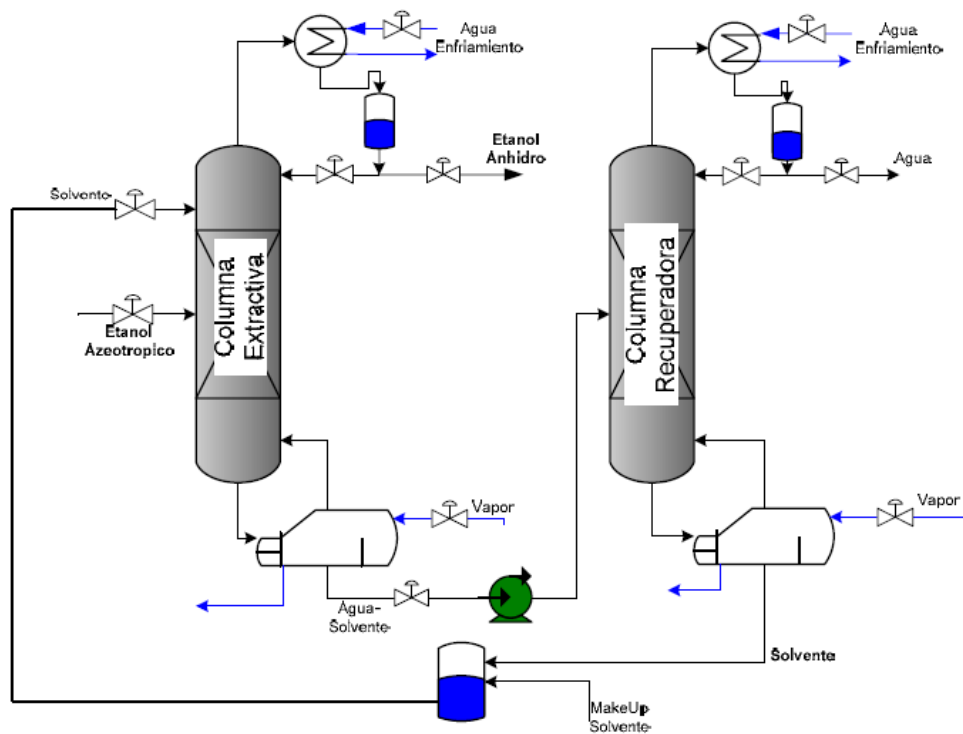 Agua
Enfriamiento
Agua
Enfriamiento
Etanol
Anhidro
Agua
Solvente
Columna
Extractiva
Columna
Recuperadora
Etanol
Azeotropico
Vapor
Vapor
Agua-
Solvente
Solvente
MakeUp
Solvente